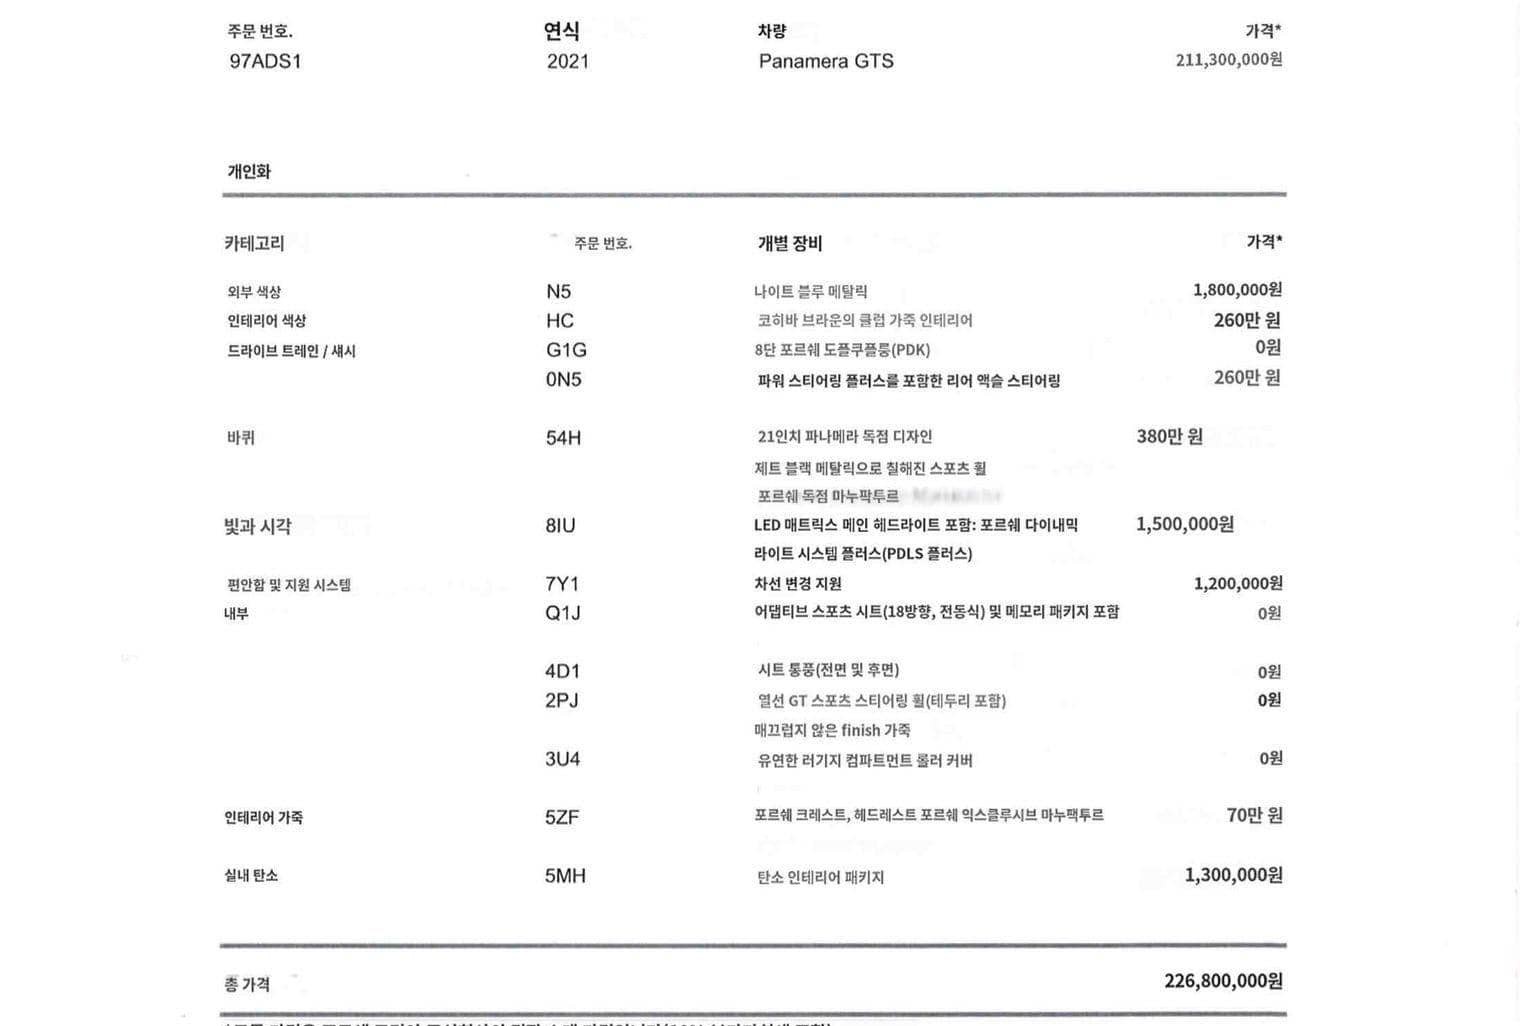 주문 번호. 연식 차량 가격*
97ADS1 2021 Panamera GTS 211,300,000원
개인화
카테고리 주문 번호. 개별 장비 가격*
외부 색상 N5 나이트 블루 메탈릭 1,800,000원
인테리어 색상 HC 코히바 브라운의 클럽 가죽 인테리어 260만 원
드라이브 트레인 / 섀시 G1G 8단 포르쉐 도플쿠플룽(PDK) 0원
0N5 파워 스티어링 플러스를 포함한 리어 액슬 스티어링 260만 원
바퀴 54H 21인치 파나메라 독점 디자인 380만 원
제트 블랙 메탈릭으로 칠해진 스포츠 휠
포르쉐 독점 마누팍투르
빛과 시각 8IU LED 매트릭스 메인 헤드라이트 포함: 포르쉐 다이내믹 1,500,000원
라이트 시스템 플러스(PDLS 플러스)
편안함 및 지원 시스템 7Y1 차선 변경 지원 1,200,000원
내부 Q1J 어댑티브 스포츠 시트(18방향, 전동식) 및 메모리 패키지 포함 0원
4D1 시트 통풍(전면 및 후면) 0원
2PJ 열선 GT 스포츠 스티어링 휠(테두리 포함) 0원
매끄럽지 않은 finish 가죽
3U4 유연한 러기지 컴파트먼트 롤러 커버 0원
인테리어 가죽 5ZF 포르쉐 크레스트, 헤드레스트 포르쉐 익스클루시브 마누팩투르 70만 원
실내 탄소 5MH 탄소 인테리어 패키지 1,300,000원
총 가격 226,800,000원